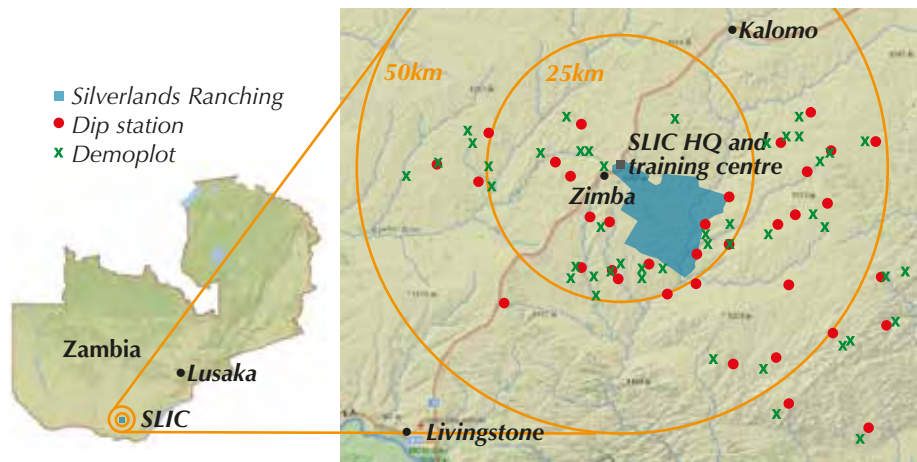 Silverlands Ranching
Dip station
x Demoplot
Zambia
Lusaka
SLIC
50km
25km
Kalomo
SLIC HQ and
training centre
Zimba
Livingstone